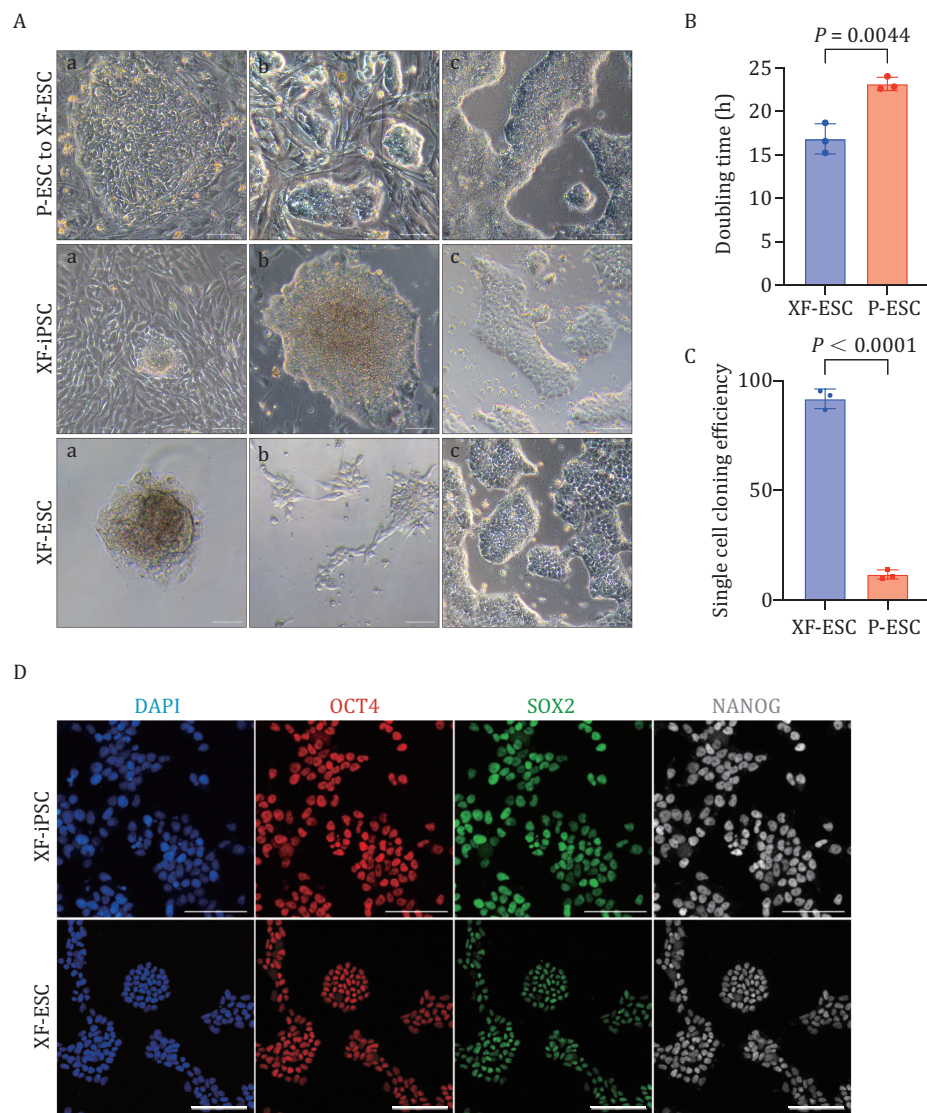 A
P-ESC to XF-ESC
a
b
c
XF-iPSC
a
b
c
XF-ESC
a
b
c
B
P = 0.0044
Doubling time (h)
25
20
15
10
5
0
XF-ESC
P-ESC
C
P < 0.0001
Single cell cloning efficiency
100
50
0
XF-ESC
P-ESC
D
DAPI
OCT4
SOX2
NANOG
XF-iPSC
XF-ESC